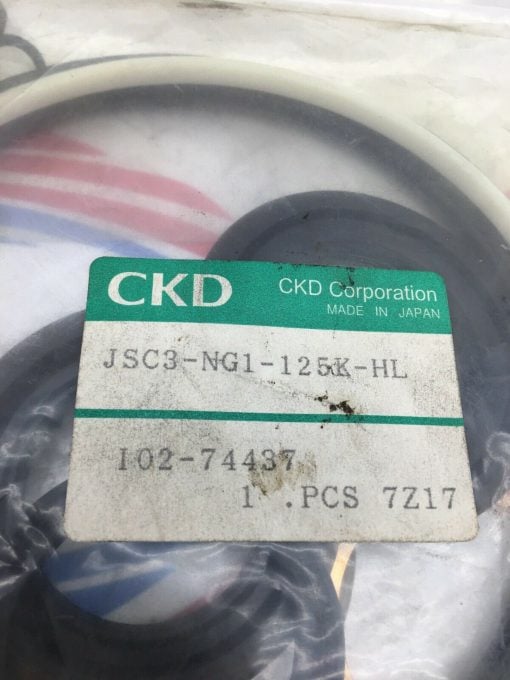 CKD CKD Corporation
MADE IN JAPAN
JSC3-NG1-125K-HL
I02-74437
1 .PCS 7Z17